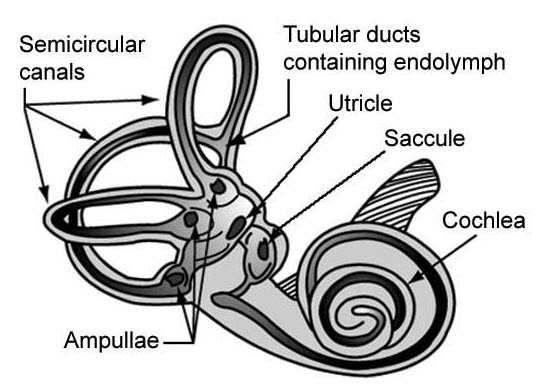 Semicircular
canals
Tubular ducts
containing endolymph
Utricle
Saccule
Cochlea
Ampullae